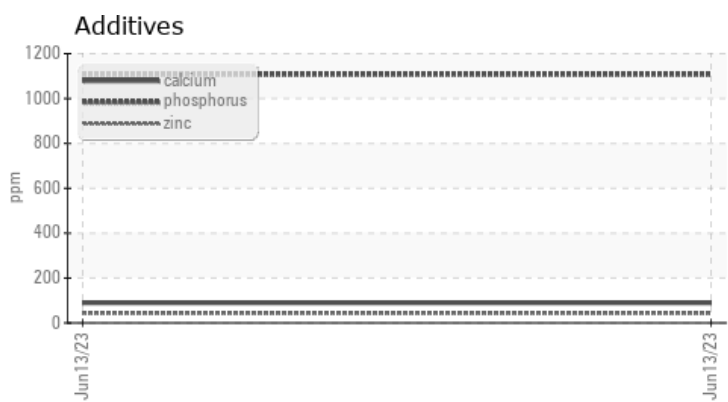 Additives
1200
1000
800
600
400
200
0
ppm
calcium
phosphorus
zinc
Jun13/23
Jun13/23